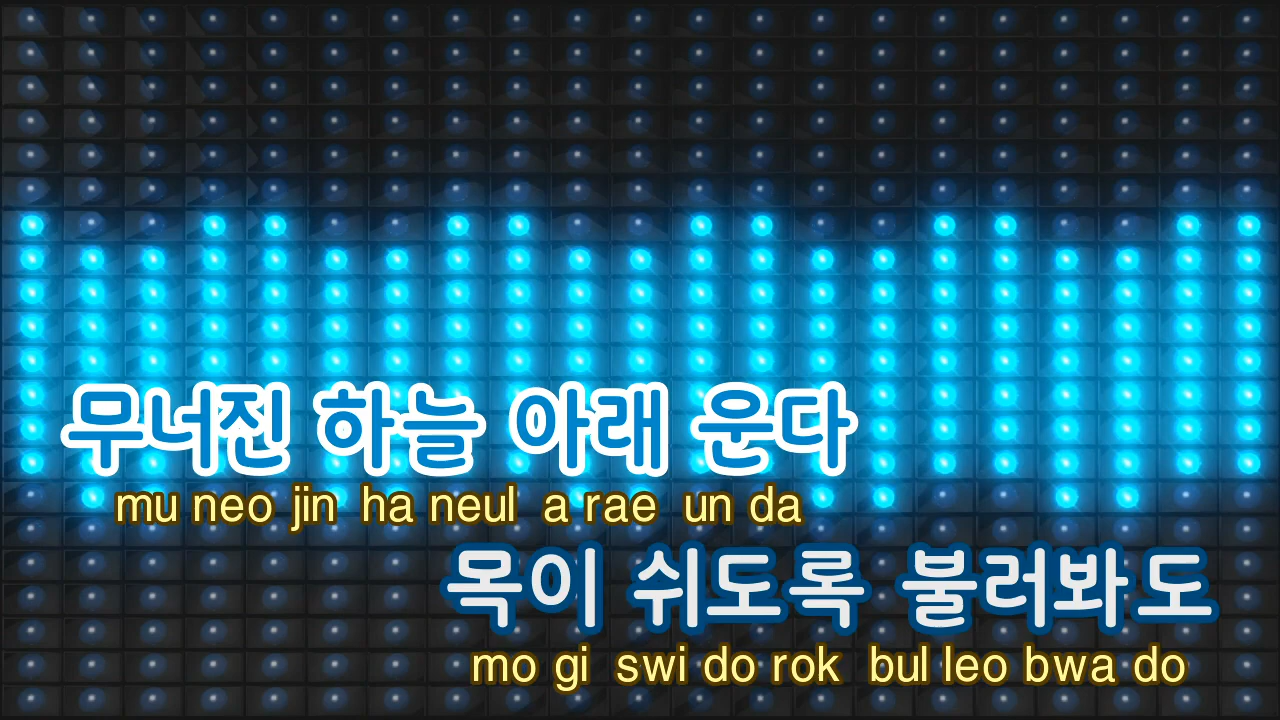 무너진 하늘 아래 운다
mu neo jin ha neul a rae un da
목이 쉬도록 불러봐도
mo gi swi do rok bul leo bwa do